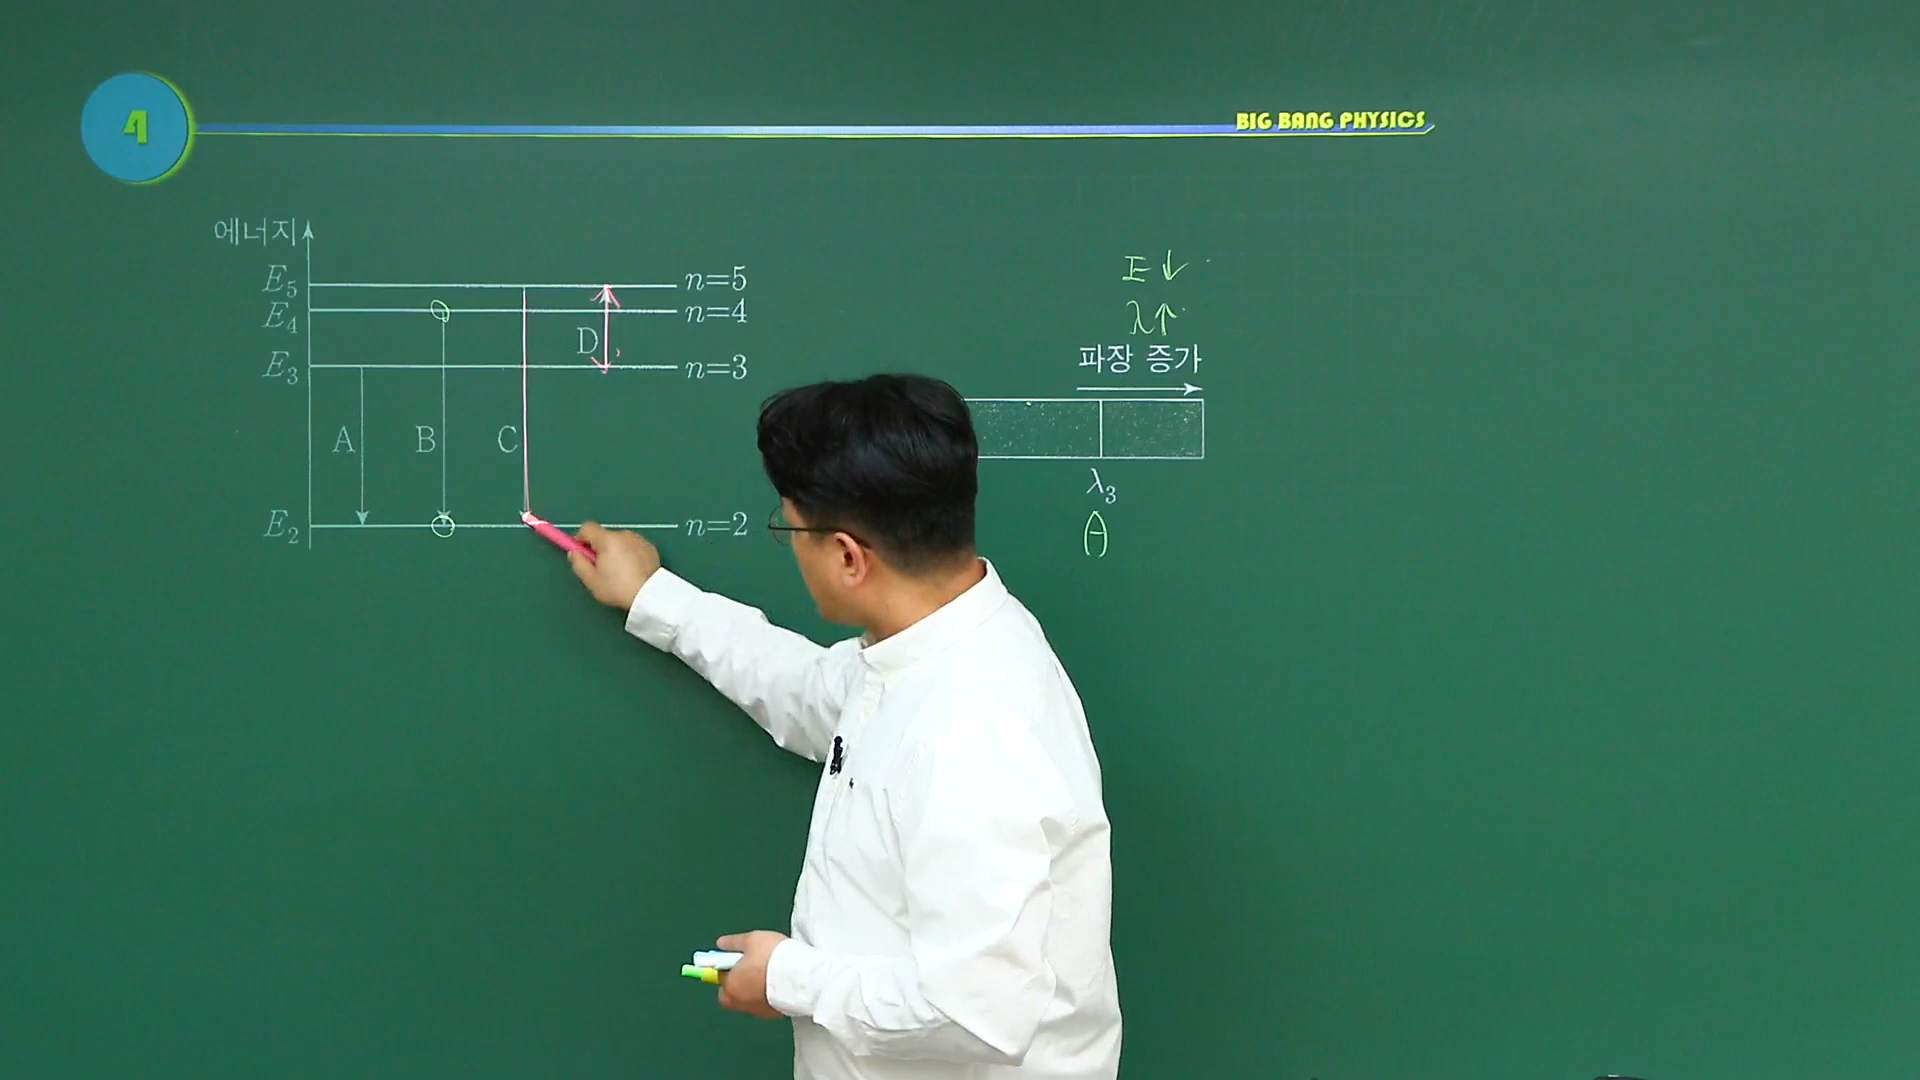 4
BIG BANG PHYSICS
에너지
E₅ n=5
E₄ n=4
D
E₃ n=3
A B C
E₂ n=2
E↓
λ↑
파장 증가
λ₃
A